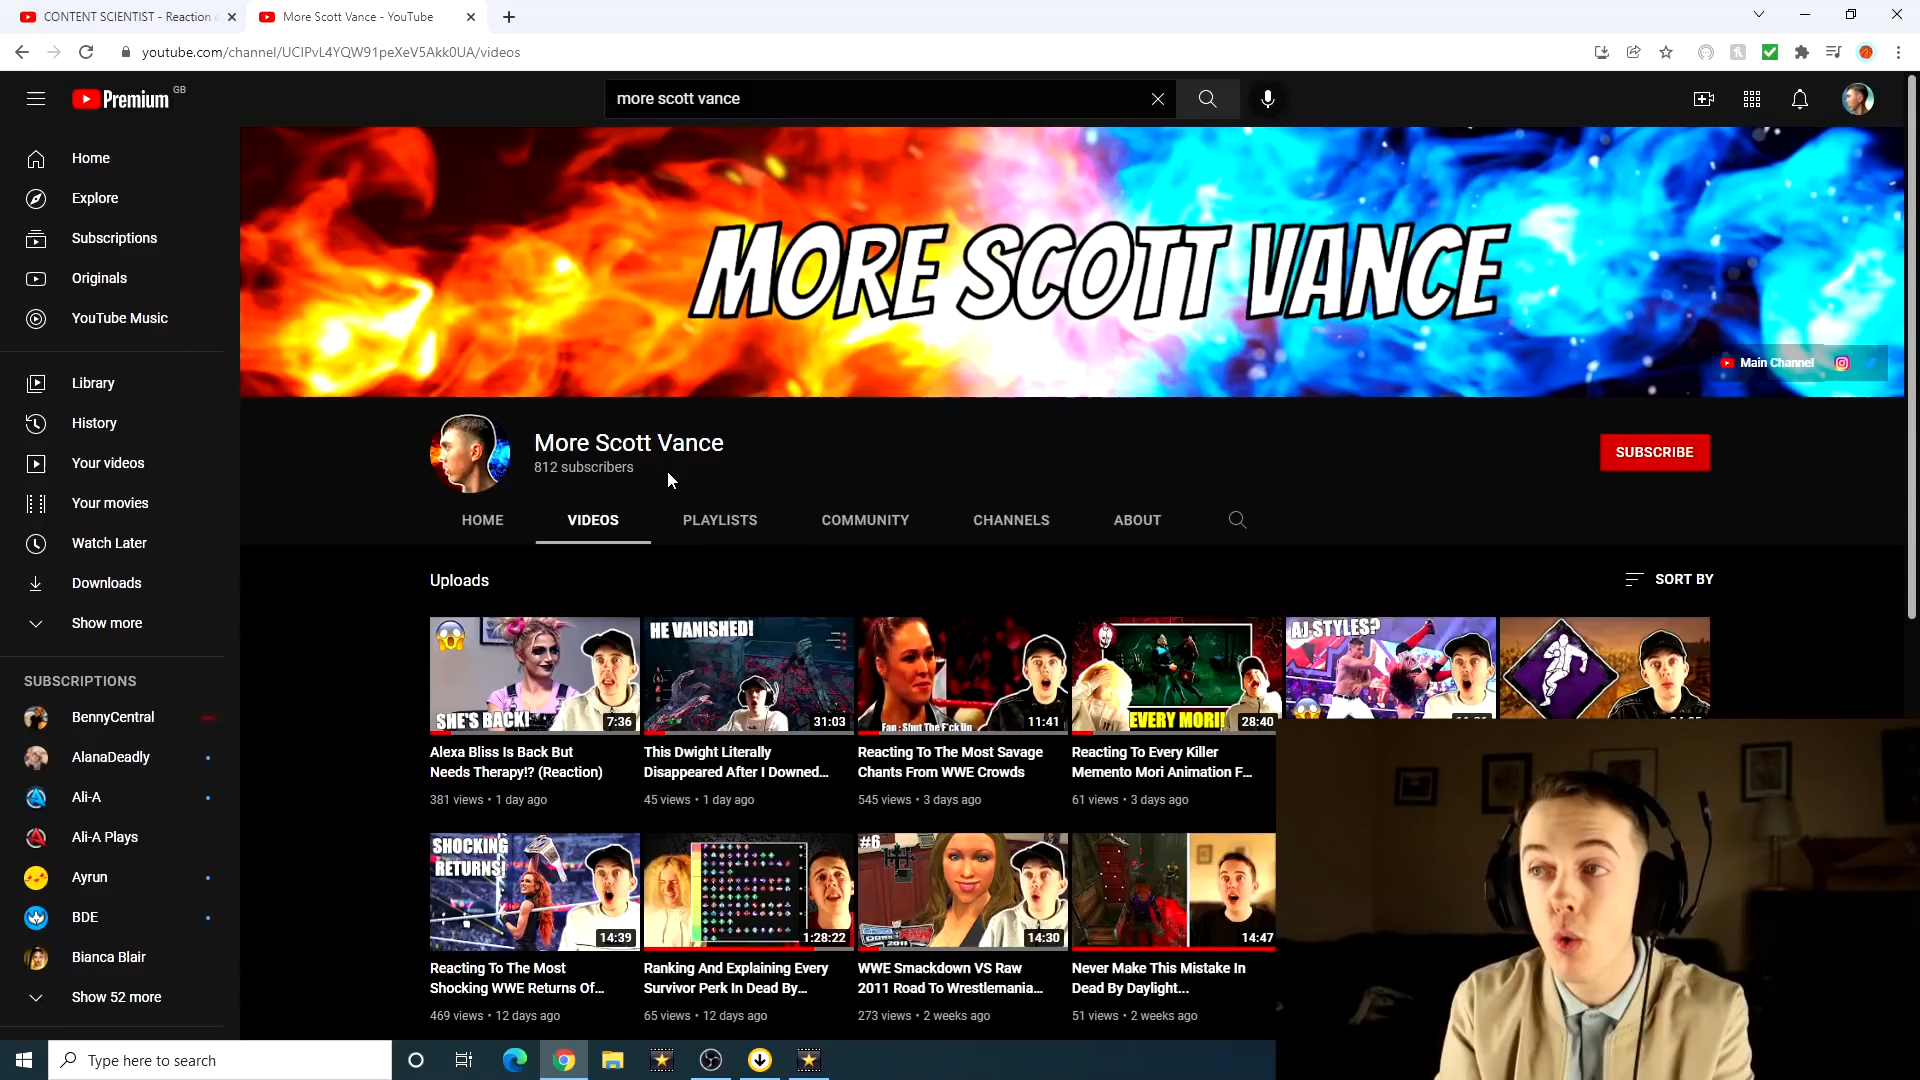 CONTENT SCIENTIST - Reaction
More Scott Vance - YouTube
youtube.com/channel/UCIPvL4YQW91peXeV5Akk0UA/videos
Premium GB
more scott vance
Home
Explore
Subscriptions
Originals
YouTube Music
Library
History
Your videos
Your movies
Watch Later
Downloads
Show more
SUBSCRIPTIONS
BennyCentral
AlanaDeadly
Ali-A
Ali-A Plays
Ayrun
BDE
Bianca Blair
Show 52 more
MORE SCOTT VANCE
Main Channel
More Scott Vance
812 subscribers
SUBSCRIBE
HOME
VIDEOS
PLAYLISTS
COMMUNITY
CHANNELS
ABOUT
Uploads
SORT BY
SHE'S BACK!
7:36
Alexa Bliss Is Back But
Needs Therapy!? (Reaction)
381 views • 1 day ago
HE VANISHED!
31:03
This Dwight Literally
Disappeared After I Downed...
45 views • 1 day ago
Fan : Shut The F*ck Up
11:41
Reacting To The Most Savage
Chants From WWE Crowds
545 views • 3 days ago
EVERY MORI!
28:40
Reacting To Every Killer
Memento Mori Animation F...
61 views • 3 days ago
AJ STYLES?
SHOCKING
RETURNS!
14:39
Reacting To The Most
Shocking WWE Returns Of...
469 views • 12 days ago
1:28:22
Ranking And Explaining Every
Survivor Perk In Dead By...
65 views • 12 days ago
#6
2011
14:30
WWE Smackdown VS Raw
2011 Road To Wrestlemania...
273 views • 2 weeks ago
14:47
Never Make This Mistake In
Dead By Daylight...
51 views • 2 weeks ago
Type here to search